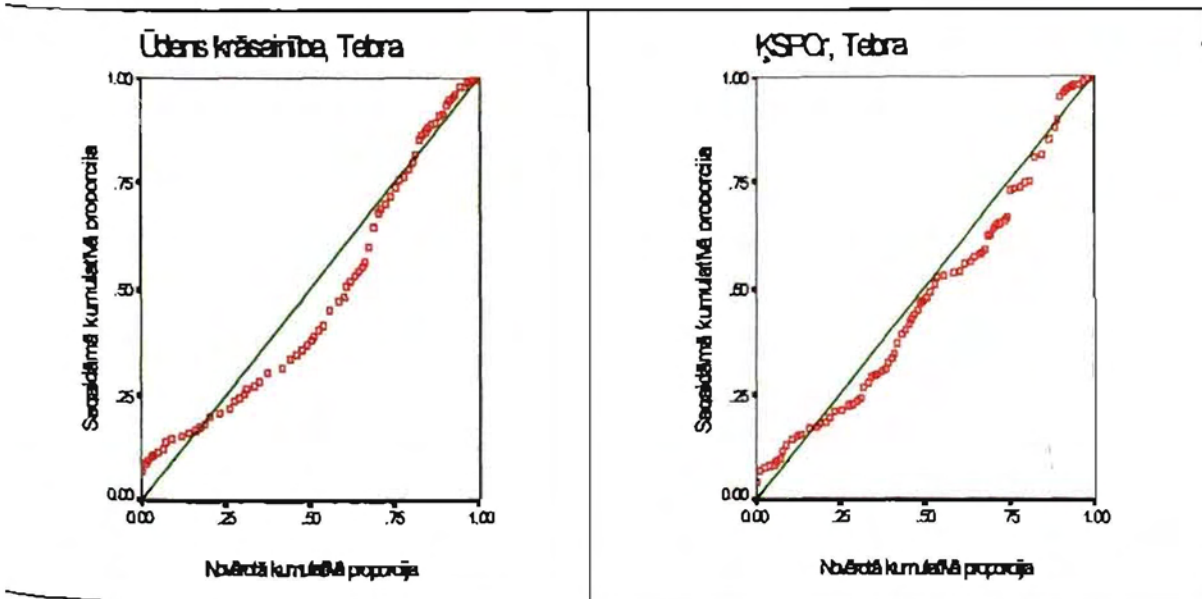 Ūdens krāsainība, Tebra
1.00
.75
.50
.25
0.00
0.00 .25 .50 .75 1.00
Sagaidāmā kumulatīvā proporcija
Novērotā kumulatīvā proporcija
ĶSPCr, Tebra
1.00
.75
.50
.25
0.00
0.00 .25 .50 .75 1.00
Sagaidāmā kumulatīvā proporcija
Novērotā kumulatīvā proporcija